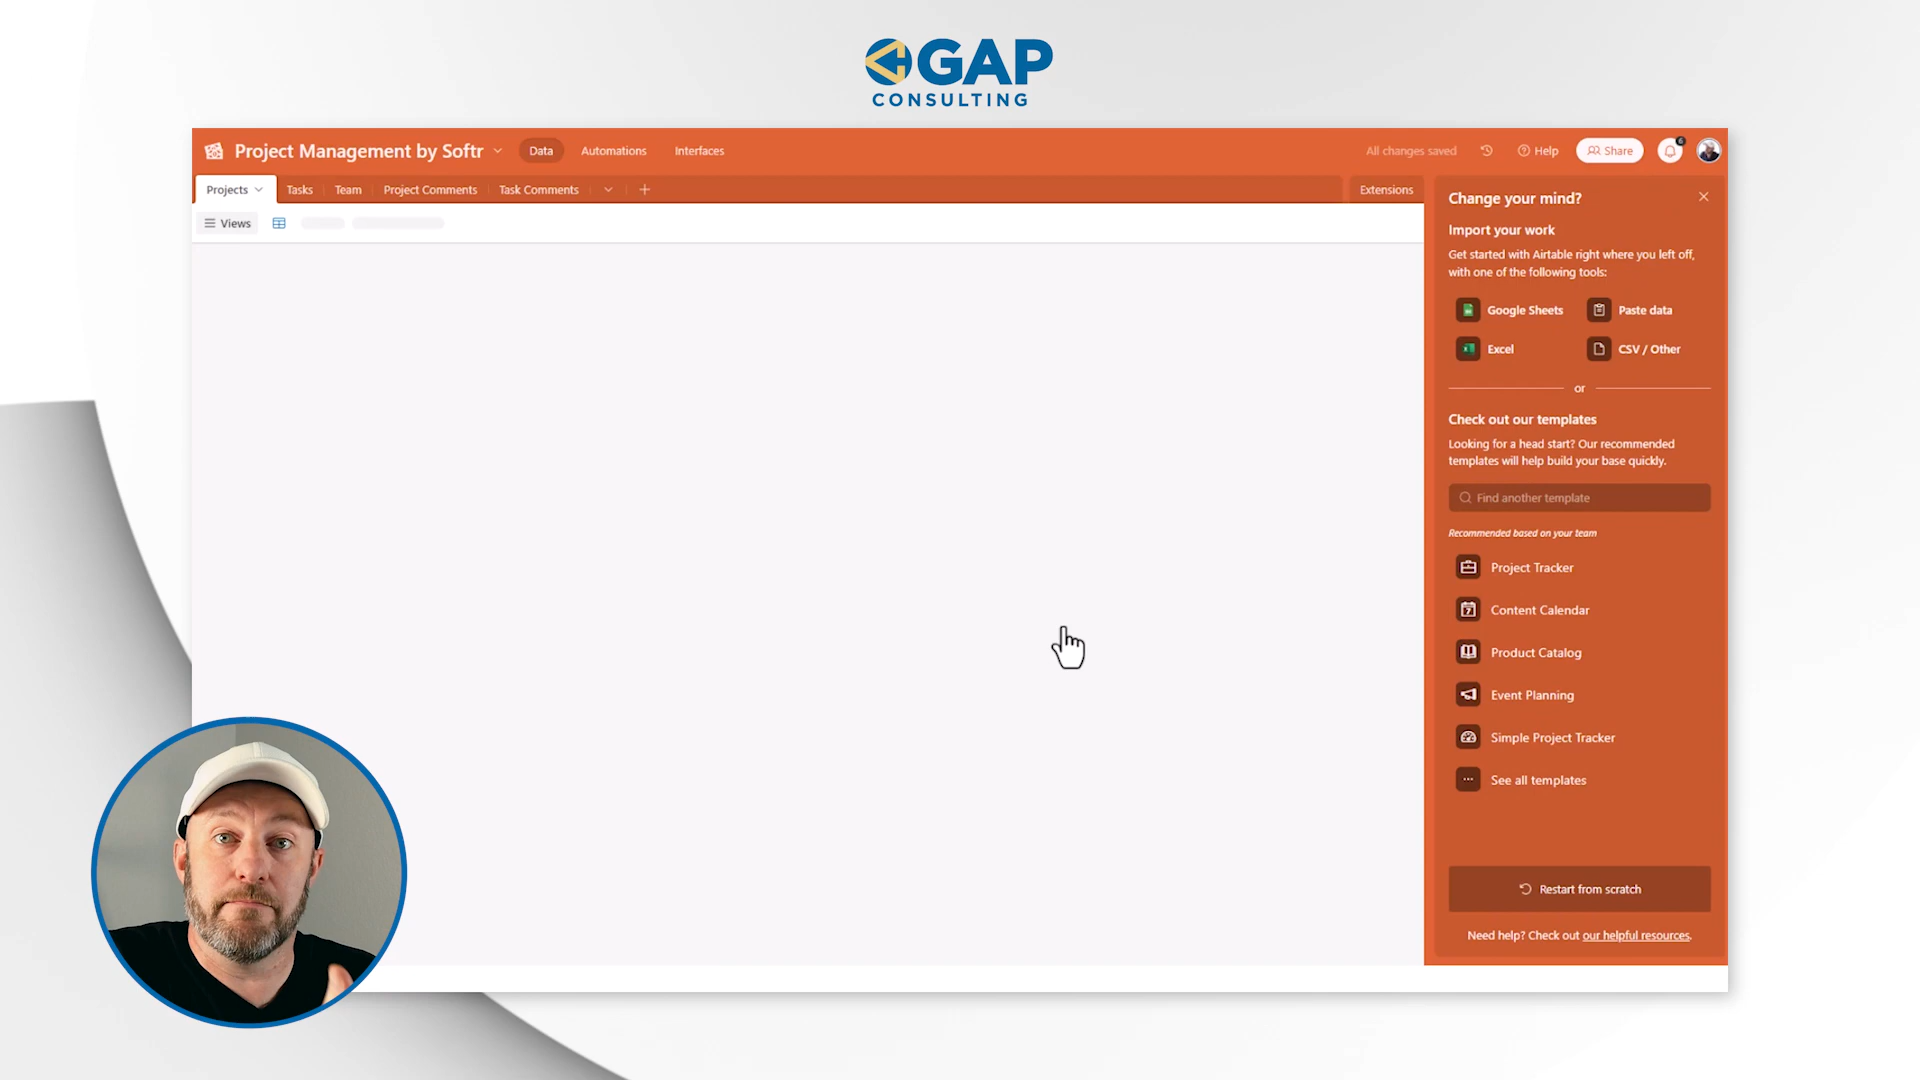 GAP
CONSULTING
Project Management by Softr
Data
Automations
Interfaces
All changes saved
Help
Share
6
Projects
Tasks
Team
Project Comments
Task Comments
Extensions
Views
Change your mind?
Import your work
Get started with Airtable right where you left off,
with one of the following tools:
Google Sheets
Paste data
Excel
CSV / Other
or
Check out our templates
Looking for a head start? Our recommended
templates will help build your base quickly.
Find another template
Recommended based on your team
Project Tracker
Content Calendar
Product Catalog
Event Planning
Simple Project Tracker
See all templates
Restart from scratch
Need help? Check out our helpful resources.